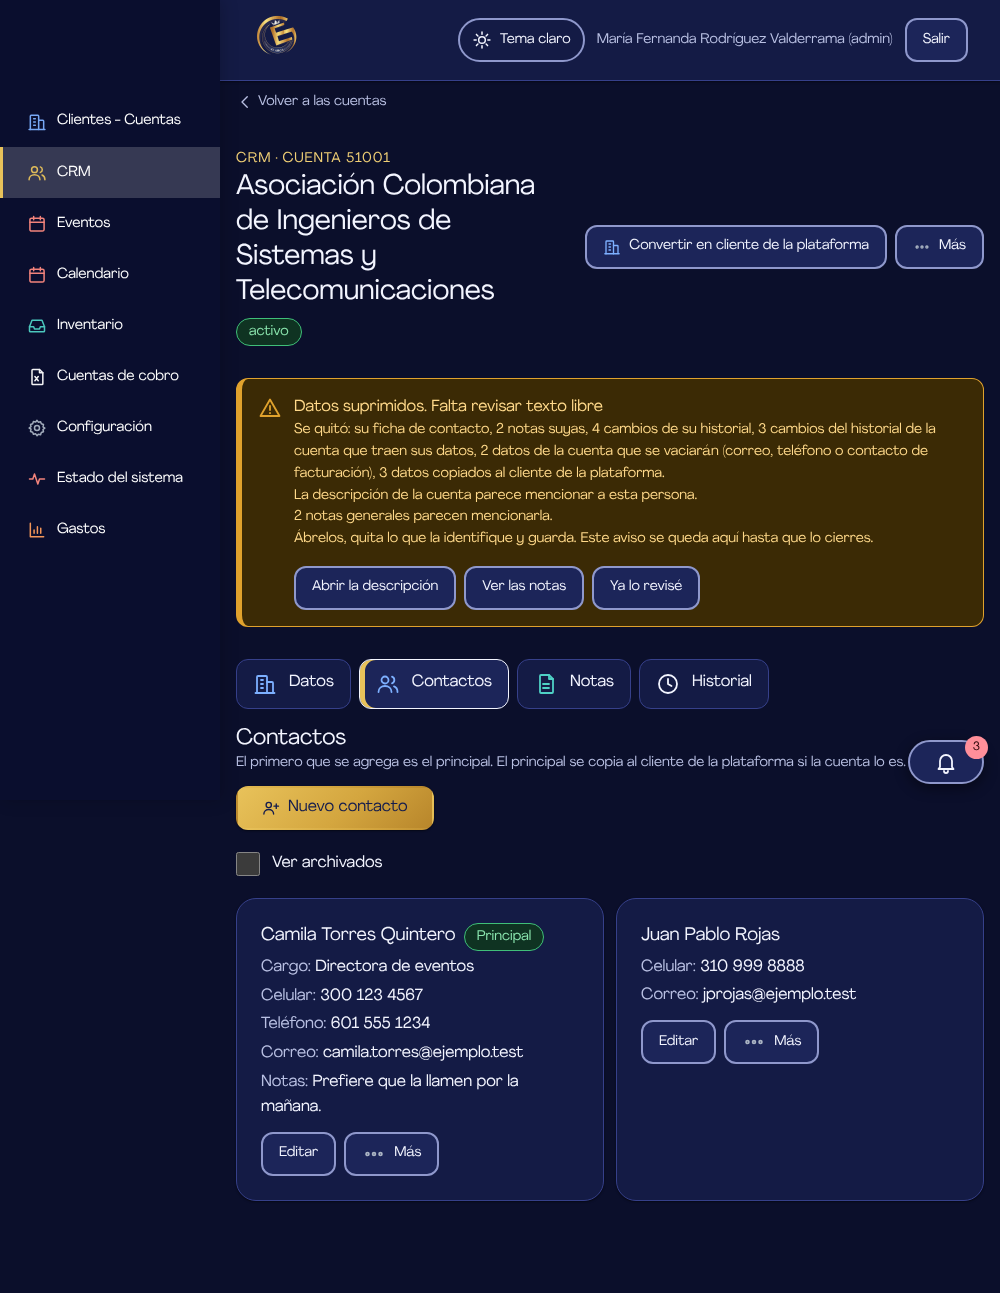 Tema claro
María Fernanda Rodríguez Valderrama (admin)
Salir
Clientes - Cuentas
CRM
Eventos
Calendario
Inventario
Cuentas de cobro
Configuración
Estado del sistema
Gastos
Volver a las cuentas
CRM · CUENTA 51001
Asociación Colombiana
de Ingenieros de
Sistemas y
Telecomunicaciones
activo
Convertir en cliente de la plataforma
Más
Datos suprimidos. Falta revisar texto libre
Se quitó: su ficha de contacto, 2 notas suyas, 4 cambios de su historial, 3 cambios del historial de la
cuenta que traen sus datos, 2 datos de la cuenta que se vaciarán (correo, teléfono o contacto de
facturación), 3 datos copiados al cliente de la plataforma.
La descripción de la cuenta parece mencionar a esta persona.
2 notas generales parecen mencionarla.
Ábrelos, quita lo que la identifique y guarda. Este aviso se queda aquí hasta que lo cierres.
Abrir la descripción
Ver las notas
Ya lo revisé
Datos
Contactos
Notas
Historial
Contactos
El primero que se agrega es el principal. El principal se copia al cliente de la plataforma si la cuenta lo es.
3
Nuevo contacto
Ver archivados
Camila Torres Quintero
Principal
Cargo: Directora de eventos
Celular: 300 123 4567
Teléfono: 601 555 1234
Correo: camila.torres@ejemplo.test
Notas: Prefiere que la llamen por la
mañana.
Editar
Más
Juan Pablo Rojas
Celular: 310 999 8888
Correo: jprojas@ejemplo.test
Editar
Más